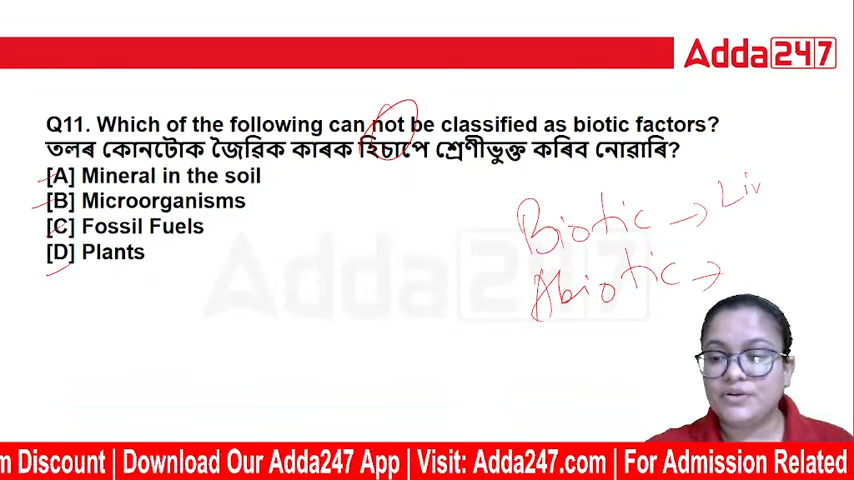 Adda247
Q11. Which of the following can not be classified as biotic factors?
তলৰ কোনটোক জৈৱিক কাৰক হিচাপে শ্ৰেণীভুক্ত কৰিব নোৱাৰি?
[A] Mineral in the soil
[B] Microorganisms
[C] Fossil Fuels
[D] Plants
Biotic → Liv
Abiotic →
Adda247
m Discount | Download Our Adda247 App | Visit: Adda247.com | For Admission Related